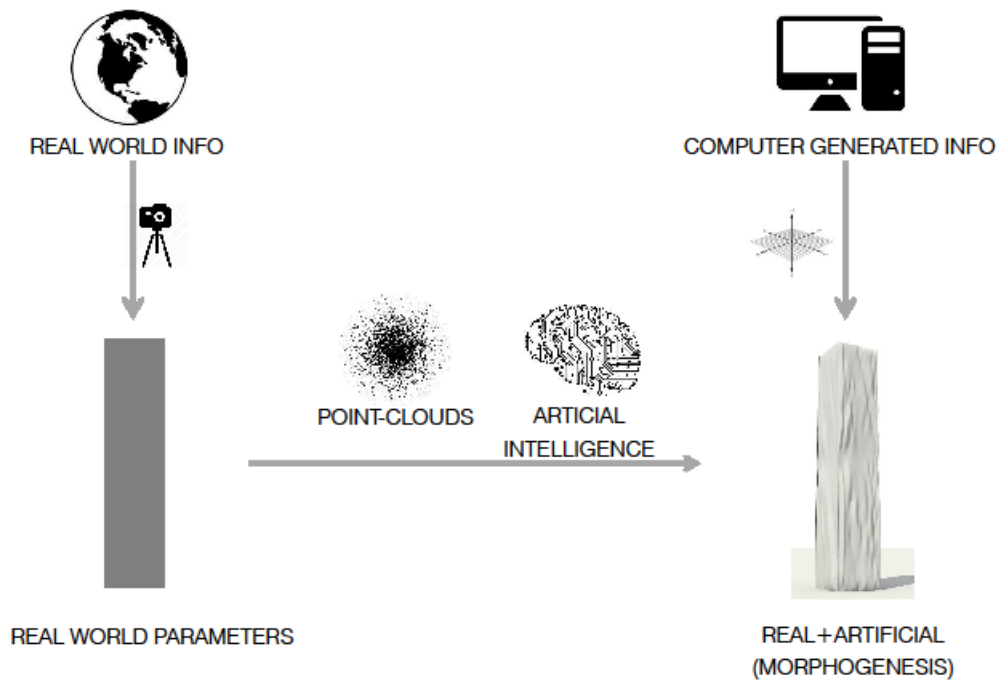 REAL WORLD INFO
COMPUTER GENERATED INFO
POINT-CLOUDS
ARTICIAL
INTELLIGENCE
REAL WORLD PARAMETERS
REAL+ARTIFICIAL
(MORPHOGENESIS)